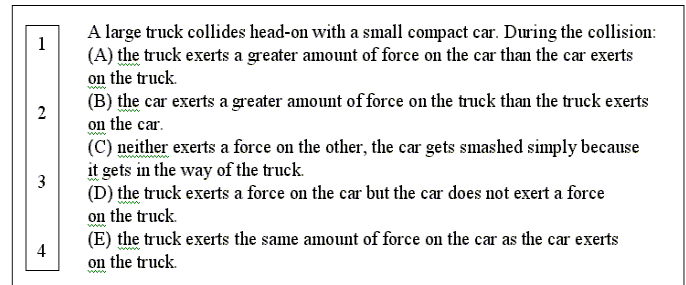 1
2
3
4
A large truck collides head-on with a small compact car. During the collision:
(A) the truck exerts a greater amount of force on the car than the car exerts
on the truck.
(B) the car exerts a greater amount of force on the truck than the truck exerts
on the car.
(C) neither exerts a force on the other, the car gets smashed simply because
it gets in the way of the truck.
(D) the truck exerts a force on the car but the car does not exert a force
on the truck.
(E) the truck exerts the same amount of force on the car as the car exerts
on the truck.